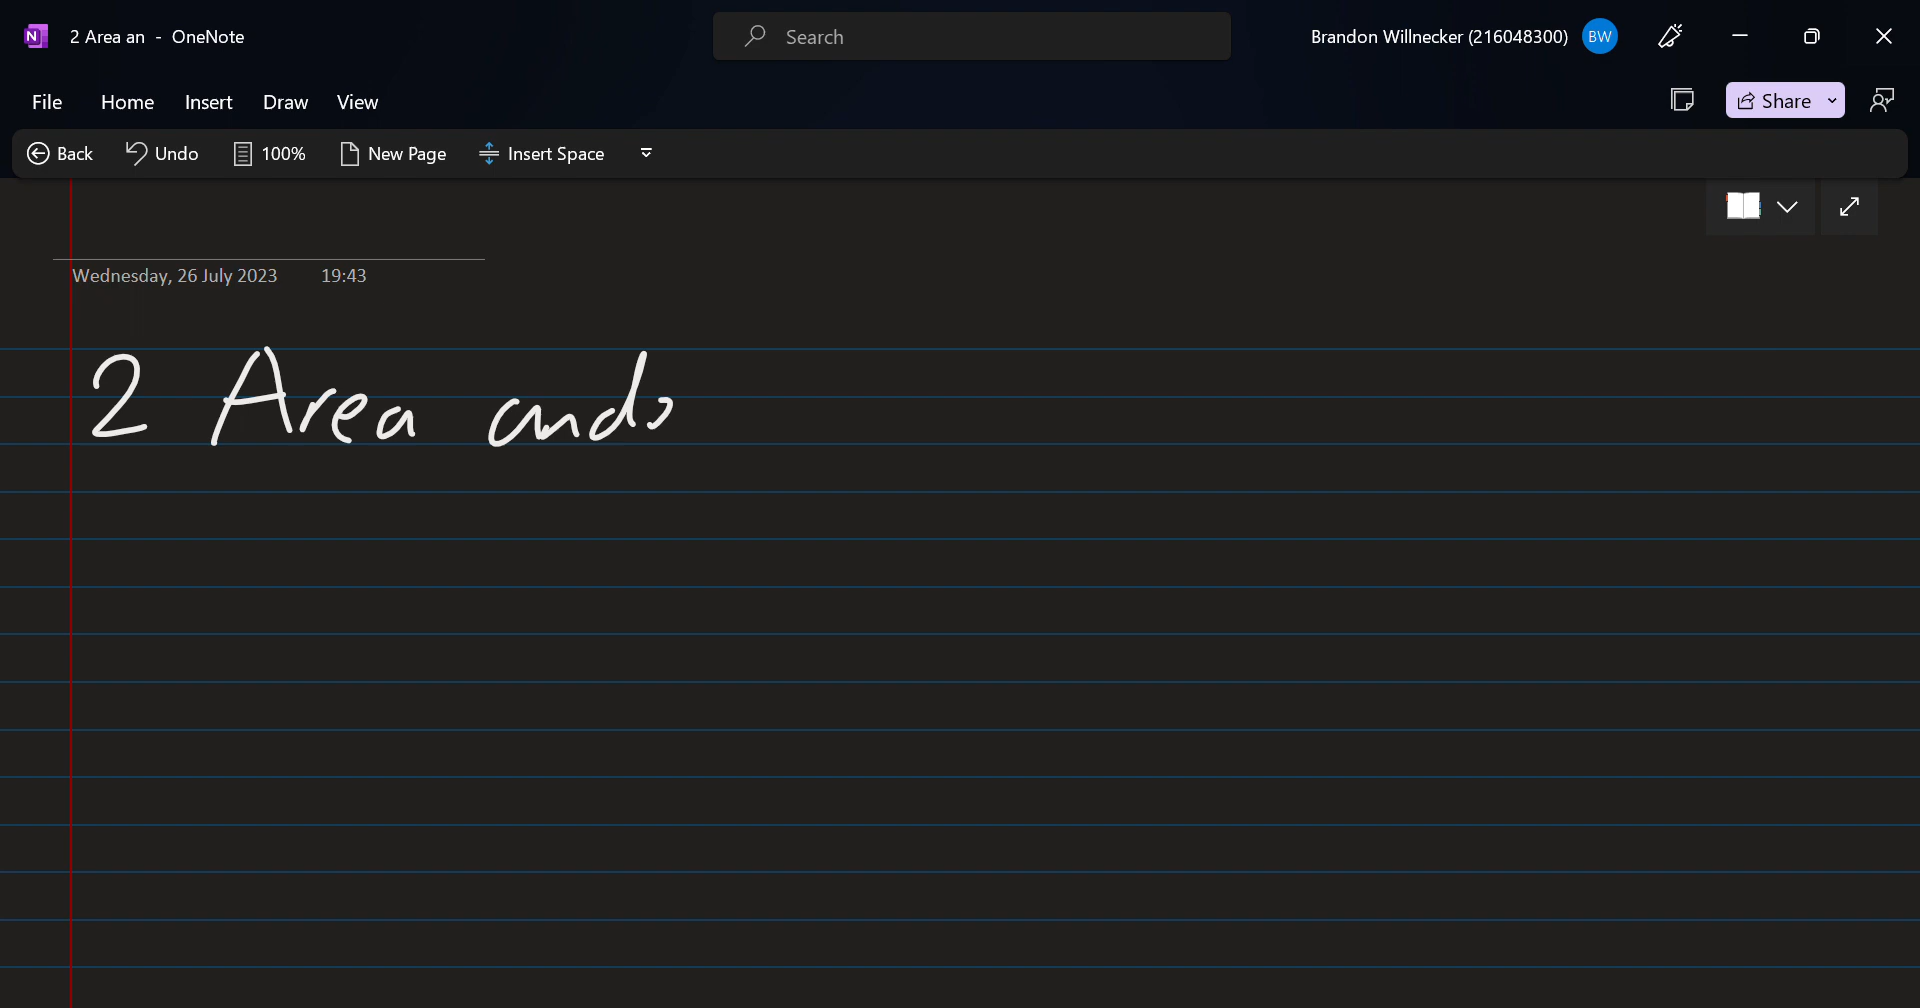 2 Area an - OneNote
Search
Brandon Willnecker (216048300)
BW
File Home Insert Draw View
Share
Back Undo 100% New Page Insert Space
Wednesday, 26 July 2023 19:43
2 Area and